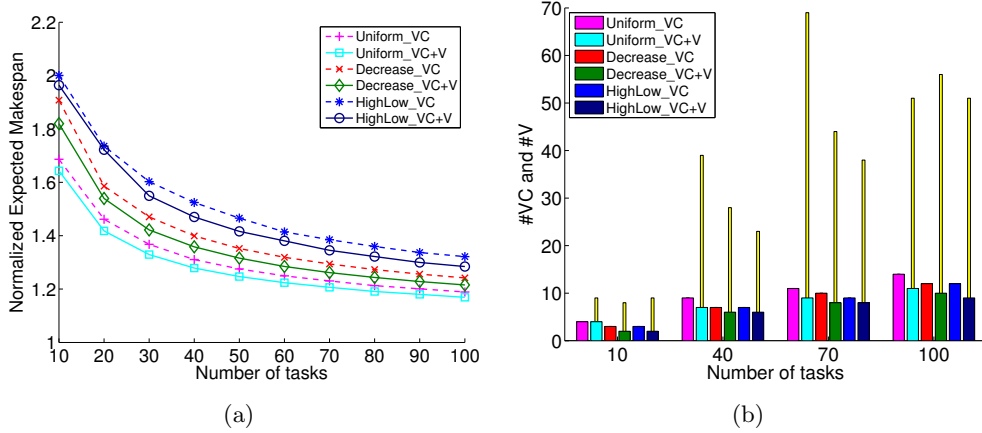 2.2
2
1.8
1.6
1.4
1.2
1
Normalized Expected Makespan
Uniform_VC
Uniform_VC+V
Decrease_VC
Decrease_VC+V
HighLow_VC
HighLow_VC+V
10 20 30 40 50 60 70 80 90 100
Number of tasks
(a)
70
60
50
40
30
20
10
0
#VC and #V
Uniform_VC
Uniform_VC+V
Decrease_VC
Decrease_VC+V
HighLow_VC
HighLow_VC+V
10 40 70 100
Number of tasks
(b)